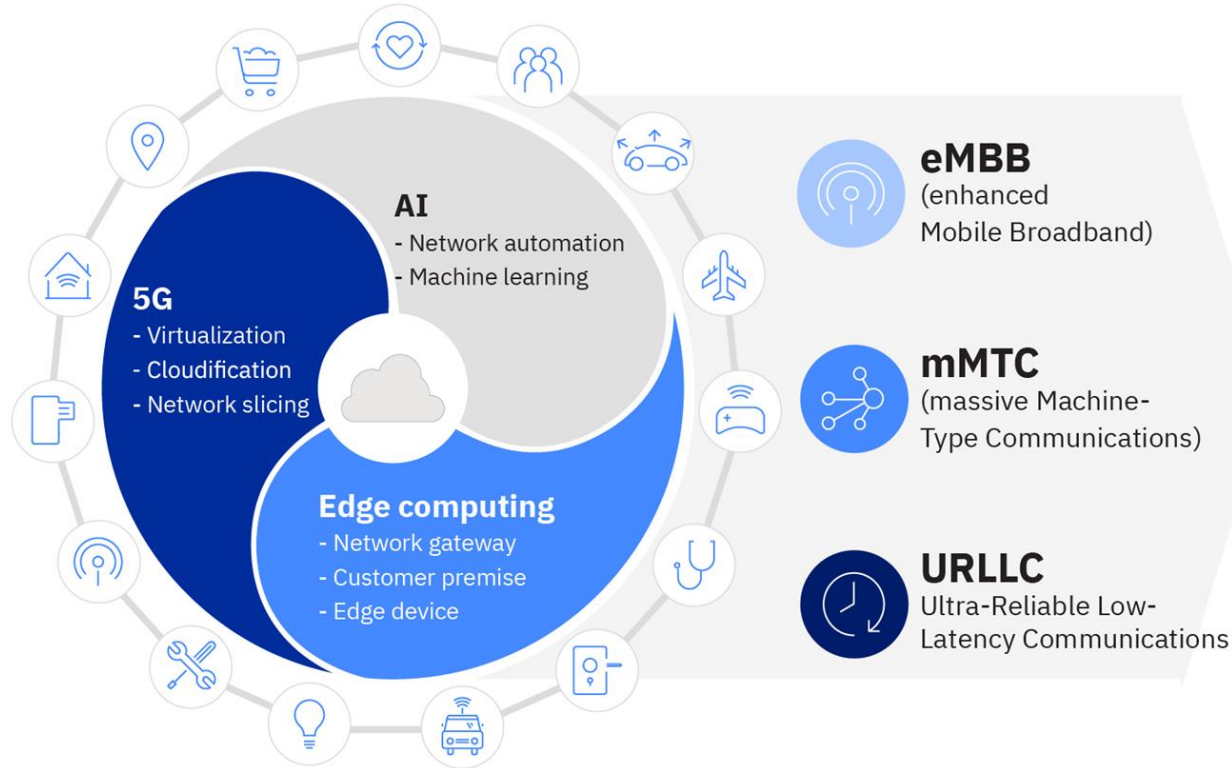 AI
- Network automation
- Machine learning
5G
- Virtualization
- Cloudification
- Network slicing
Edge computing
- Network gateway
- Customer premise
- Edge device
eMBB
(enhanced
Mobile Broadband)
mMTC
(massive Machine-
Type Communications)
URLLC
Ultra-Reliable Low-
Latency Communications